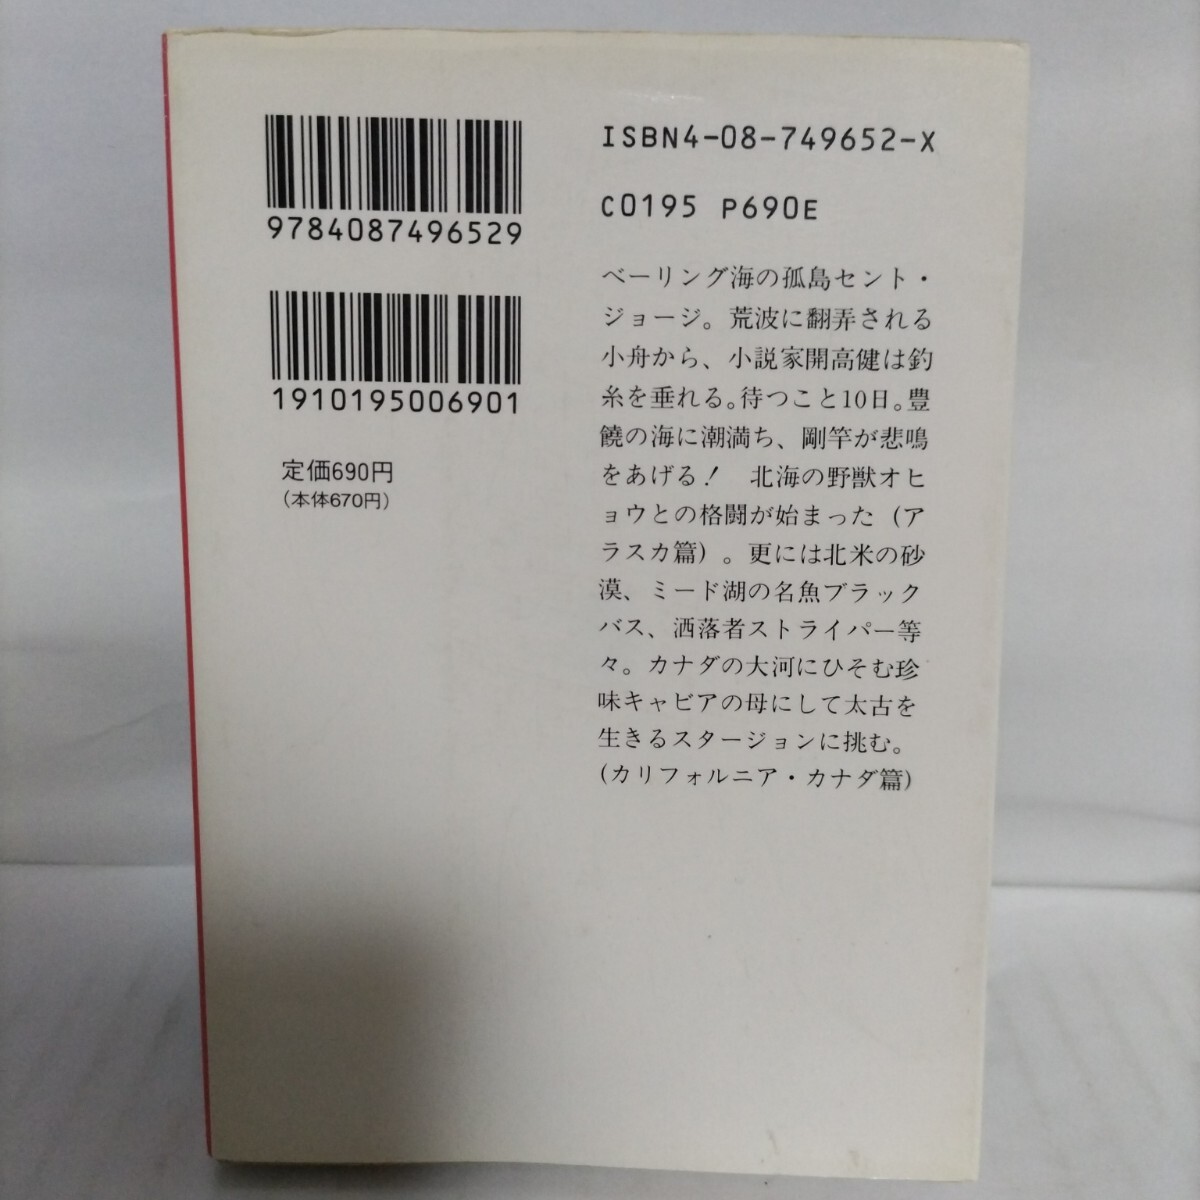 9784087496529
1910195006901
定価690円
(本体670円)
ISBN4-08-749652-X
C0195 P690E
ベーリング海の孤島セント・
ジョージ。荒波に翻弄される
小舟から、小説家開高健は釣
糸を垂れる。待つこと10日。豊
饒の海に潮満ち、剛竿が悲鳴
をあげる! 北海の野獣オヒ
ョウとの格闘が始まった(ア
ラスカ篇)。更には北米の砂
漠、ミード湖の名魚ブラック
バス、洒落者ストライパー等
々。カナダの大河にひそむ珍
味キャビアの母にして太古を
生きるスタージョンに挑む。
(カリフォルニア・カナダ篇)